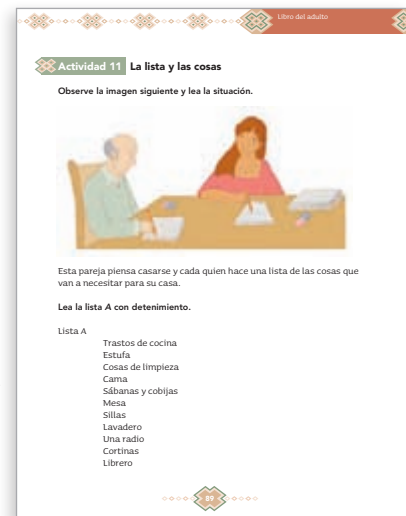 Libro del adulto
Actividad 11 La lista y las cosas
Observe la imagen siguiente y lea la situación.
Esta pareja piensa casarse y cada quien hace una lista de las cosas que
van a necesitar para su casa.
Lea la lista A con detenimiento.
Lista A
Trastos de cocina
Estufa
Cosas de limpieza
Cama
Sábanas y cobijas
Mesa
Sillas
Lavadero
Una radio
Cortinas
Librero
89